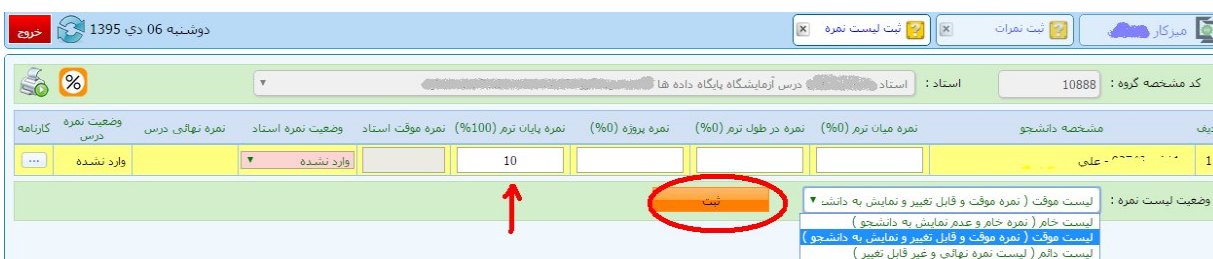 میزکار
ثبت نمرات
ثبت لیست نمره
دوشنبه 06 دي 1395
خروج
کد مشخصه گروه : 10888
استاد : استاد درس آزمایشگاه پایگاه داده ها
%
مشخصه دانشجو
نمره میان ترم (0%)
نمره در طول ترم (0%)
نمره پروژه (0%)
نمره پایان ترم (100%)
نمره موقت استاد
وضعیت نمره استاد
نمره نهائی درس
وضعیت نمره
درس
کارنامه
1 - علی 10 وارد نشده وارد نشده ...
وضعیت لیست نمره : لیست موقت ( نمره موقت و قابل تغییر و نمایش به دانشـ ثبت
لیست خام ( نمره خام و عدم نمایش به دانشجو )
لیست موقت ( نمره موقت و قابل تغییر و نمایش به دانشجو )
لیست دائم ( لیست نمره نهائی و غیر قابل تغییر )